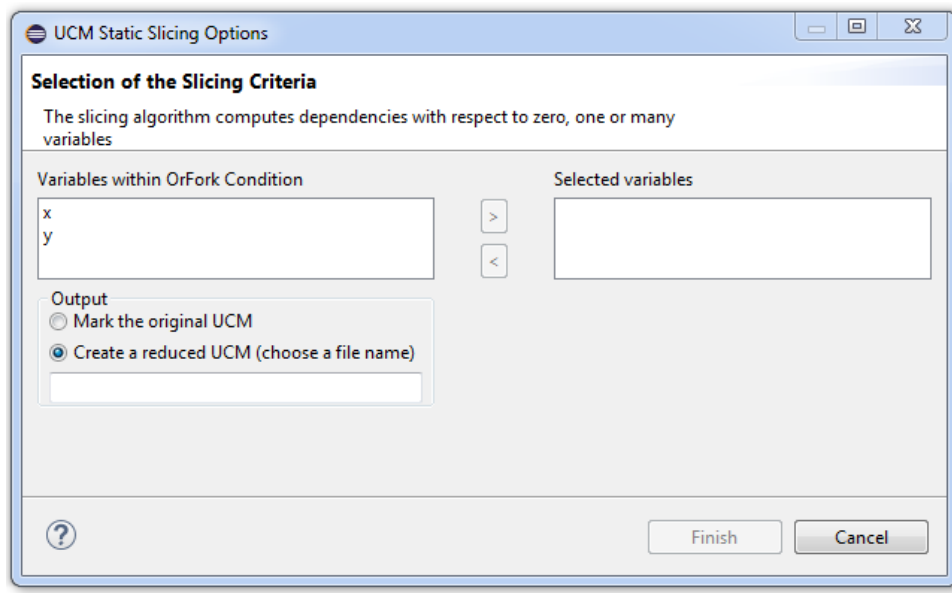 UCM Static Slicing Options
Selection of the Slicing Criteria
The slicing algorithm computes dependencies with respect to zero, one or many
variables
Variables within OrFork Condition
Selected variables
x
y
>
<
Output
Mark the original UCM
Create a reduced UCM (choose a file name)
?
Finish
Cancel